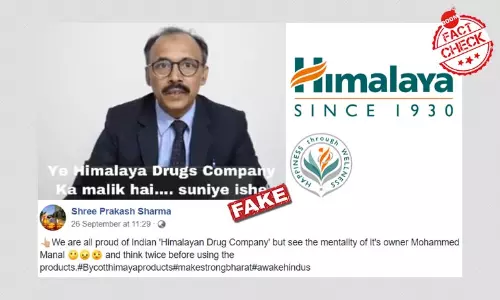 100%
FACT
CHECK
Himalaya
SINCE 1930
HAPPINESS through WELLNESS
Ye Himalaya Drugs Company
Ka malik hai.... suniye ishe
FAKE
Shree Prakash Sharma
26 September at 11:29 ·
We are all proud of Indian 'Himalayan Drug Company' but see the mentality of it's owner Mohammed
Manal and think twice before using the
products.#Bycotthimayaproducts#makestrongbharat#awakehindus